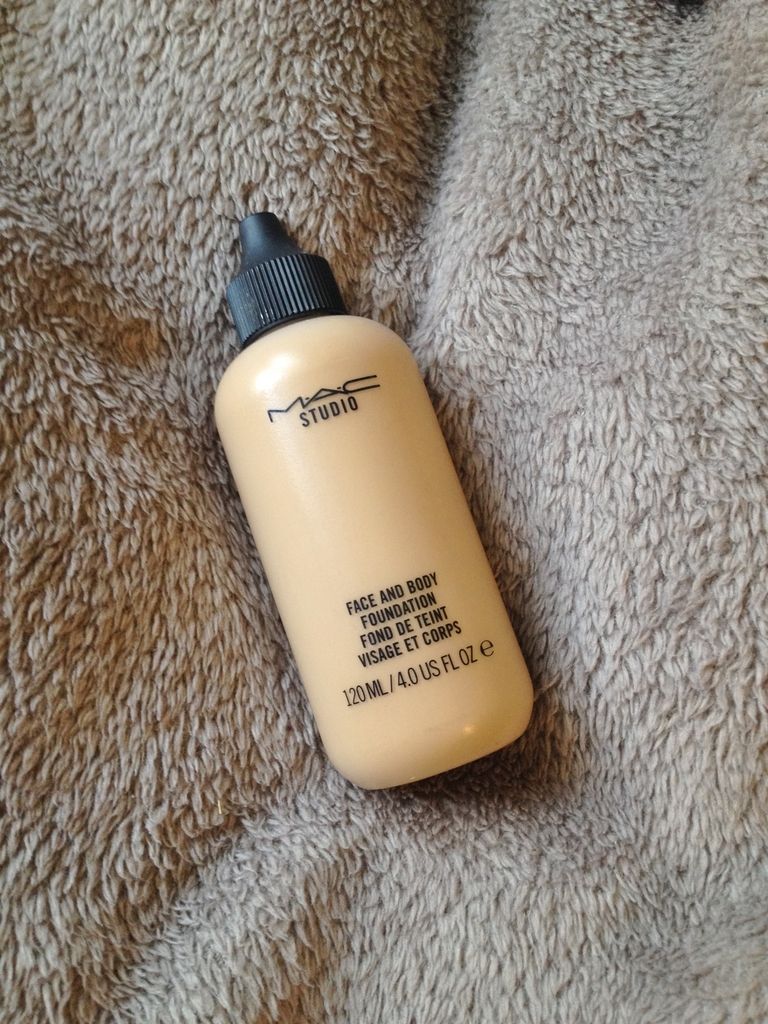 M·A·C
STUDIO
FACE AND BODY
FOUNDATION
FOND DE TEINT
VISAGE ET CORPS
120 ML / 4.0 US FL OZ ℮